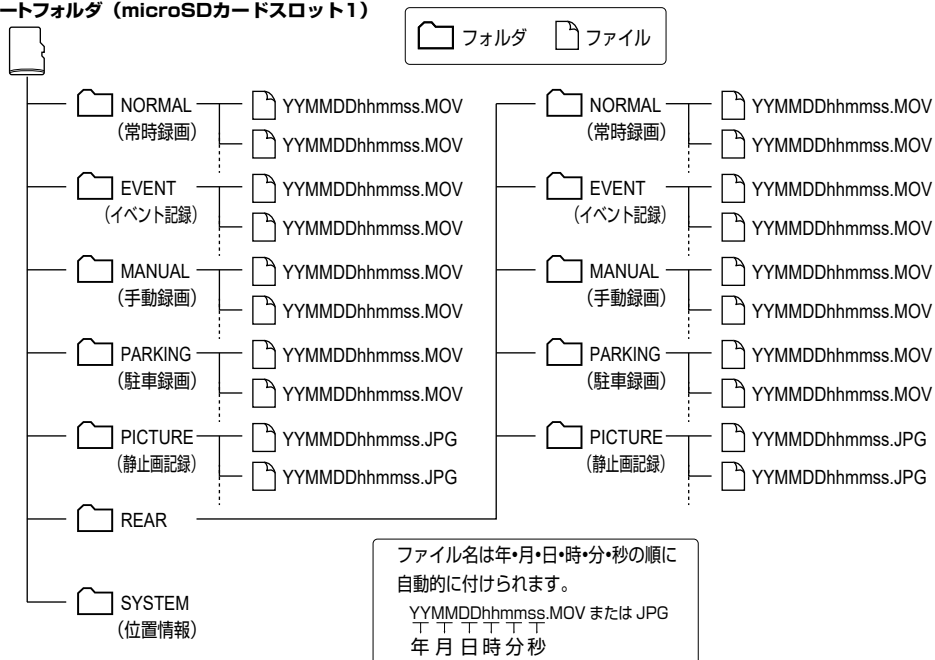 ートフォルダ（microSDカードスロット1）
フォルダ ファイル
NORMAL
（常時録画）
YYMMDDhhmmss.MOV
YYMMDDhhmmss.MOV
EVENT
（イベント記録）
YYMMDDhhmmss.MOV
YYMMDDhhmmss.MOV
MANUAL
（手動録画）
YYMMDDhhmmss.MOV
YYMMDDhhmmss.MOV
PARKING
（駐車録画）
YYMMDDhhmmss.MOV
YYMMDDhhmmss.MOV
PICTURE
（静止画記録）
YYMMDDhhmmss.JPG
YYMMDDhhmmss.JPG
REAR
SYSTEM
（位置情報）
NORMAL
（常時録画）
YYMMDDhhmmss.MOV
YYMMDDhhmmss.MOV
EVENT
（イベント記録）
YYMMDDhhmmss.MOV
YYMMDDhhmmss.MOV
MANUAL
（手動録画）
YYMMDDhhmmss.MOV
YYMMDDhhmmss.MOV
PARKING
（駐車録画）
YYMMDDhhmmss.MOV
YYMMDDhhmmss.MOV
PICTURE
（静止画記録）
YYMMDDhhmmss.JPG
YYMMDDhhmmss.JPG
ファイル名は年・月・日・時・分・秒の順に
自動的に付けられます。
YYMMDDhhmmss.MOV または JPG
年 月 日 時 分 秒